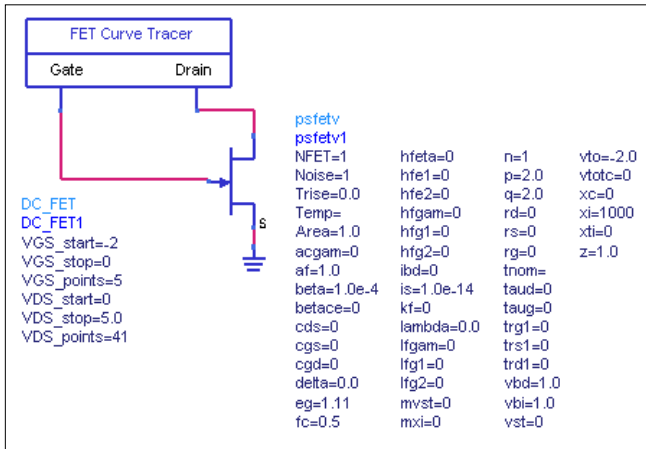 FET Curve Tracer
Gate Drain
S
DC_FET
DC_FET1
VGS_start=-2
VGS_stop=0
VGS_points=5
VDS_start=0
VDS_stop=5.0
VDS_points=41
psfetv
psfetv1
NFET=1 hfeta=0 n=1 vto=-2.0
Noise=1 hfe1=0 p=2.0 vtotc=0
Trise=0.0 hfe2=0 q=2.0 xc=0
Temp= hfgam=0 rd=0 xi=1000
Area=1.0 hfg1=0 rs=0 xti=0
acgam=0 hfg2=0 rg=0 z=1.0
af=1.0 ibd=0 tnom=
beta=1.0e-4 is=1.0e-14 taud=0
betace=0 kf=0 taug=0
cds=0 lambda=0.0 trg1=0
cgs=0 lfgam=0 trs1=0
cgd=0 lfg1=0 trd1=0
delta=0.0 lfg2=0 vbd=1.0
eg=1.11 mvst=0 vbi=1.0
fc=0.5 mxi=0 vst=0